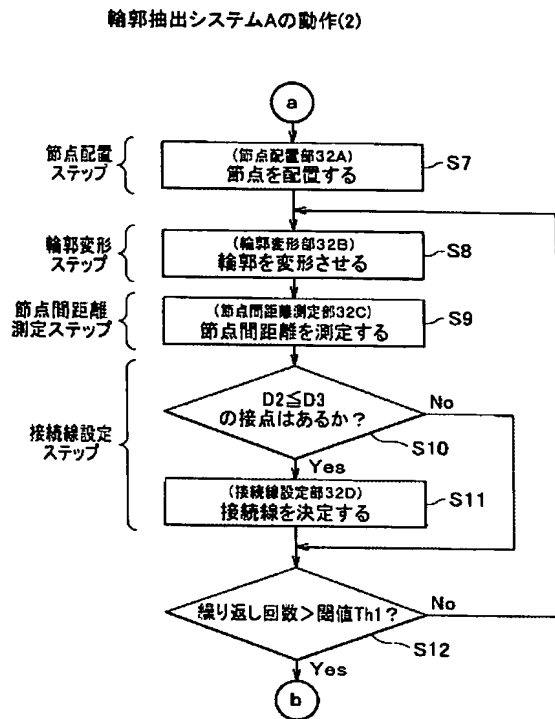 輪郭抽出システムAの動作(2)
a
節点配置
ステップ
(節点配置部32A)
節点を配置する
S7
輪郭変形
ステップ
(輪郭変形部32B)
輪郭を変形させる
S8
節点間距離
測定ステップ
(節点間距離測定部32C)
節点間距離を測定する
S9
接続線設定
ステップ
D2≦D3
の接点はあるか？
No
S10
Yes
(接続線設定部32D)
接続線を決定する
S11
繰り返し回数>閾値Th1？
No
S12
Yes
b